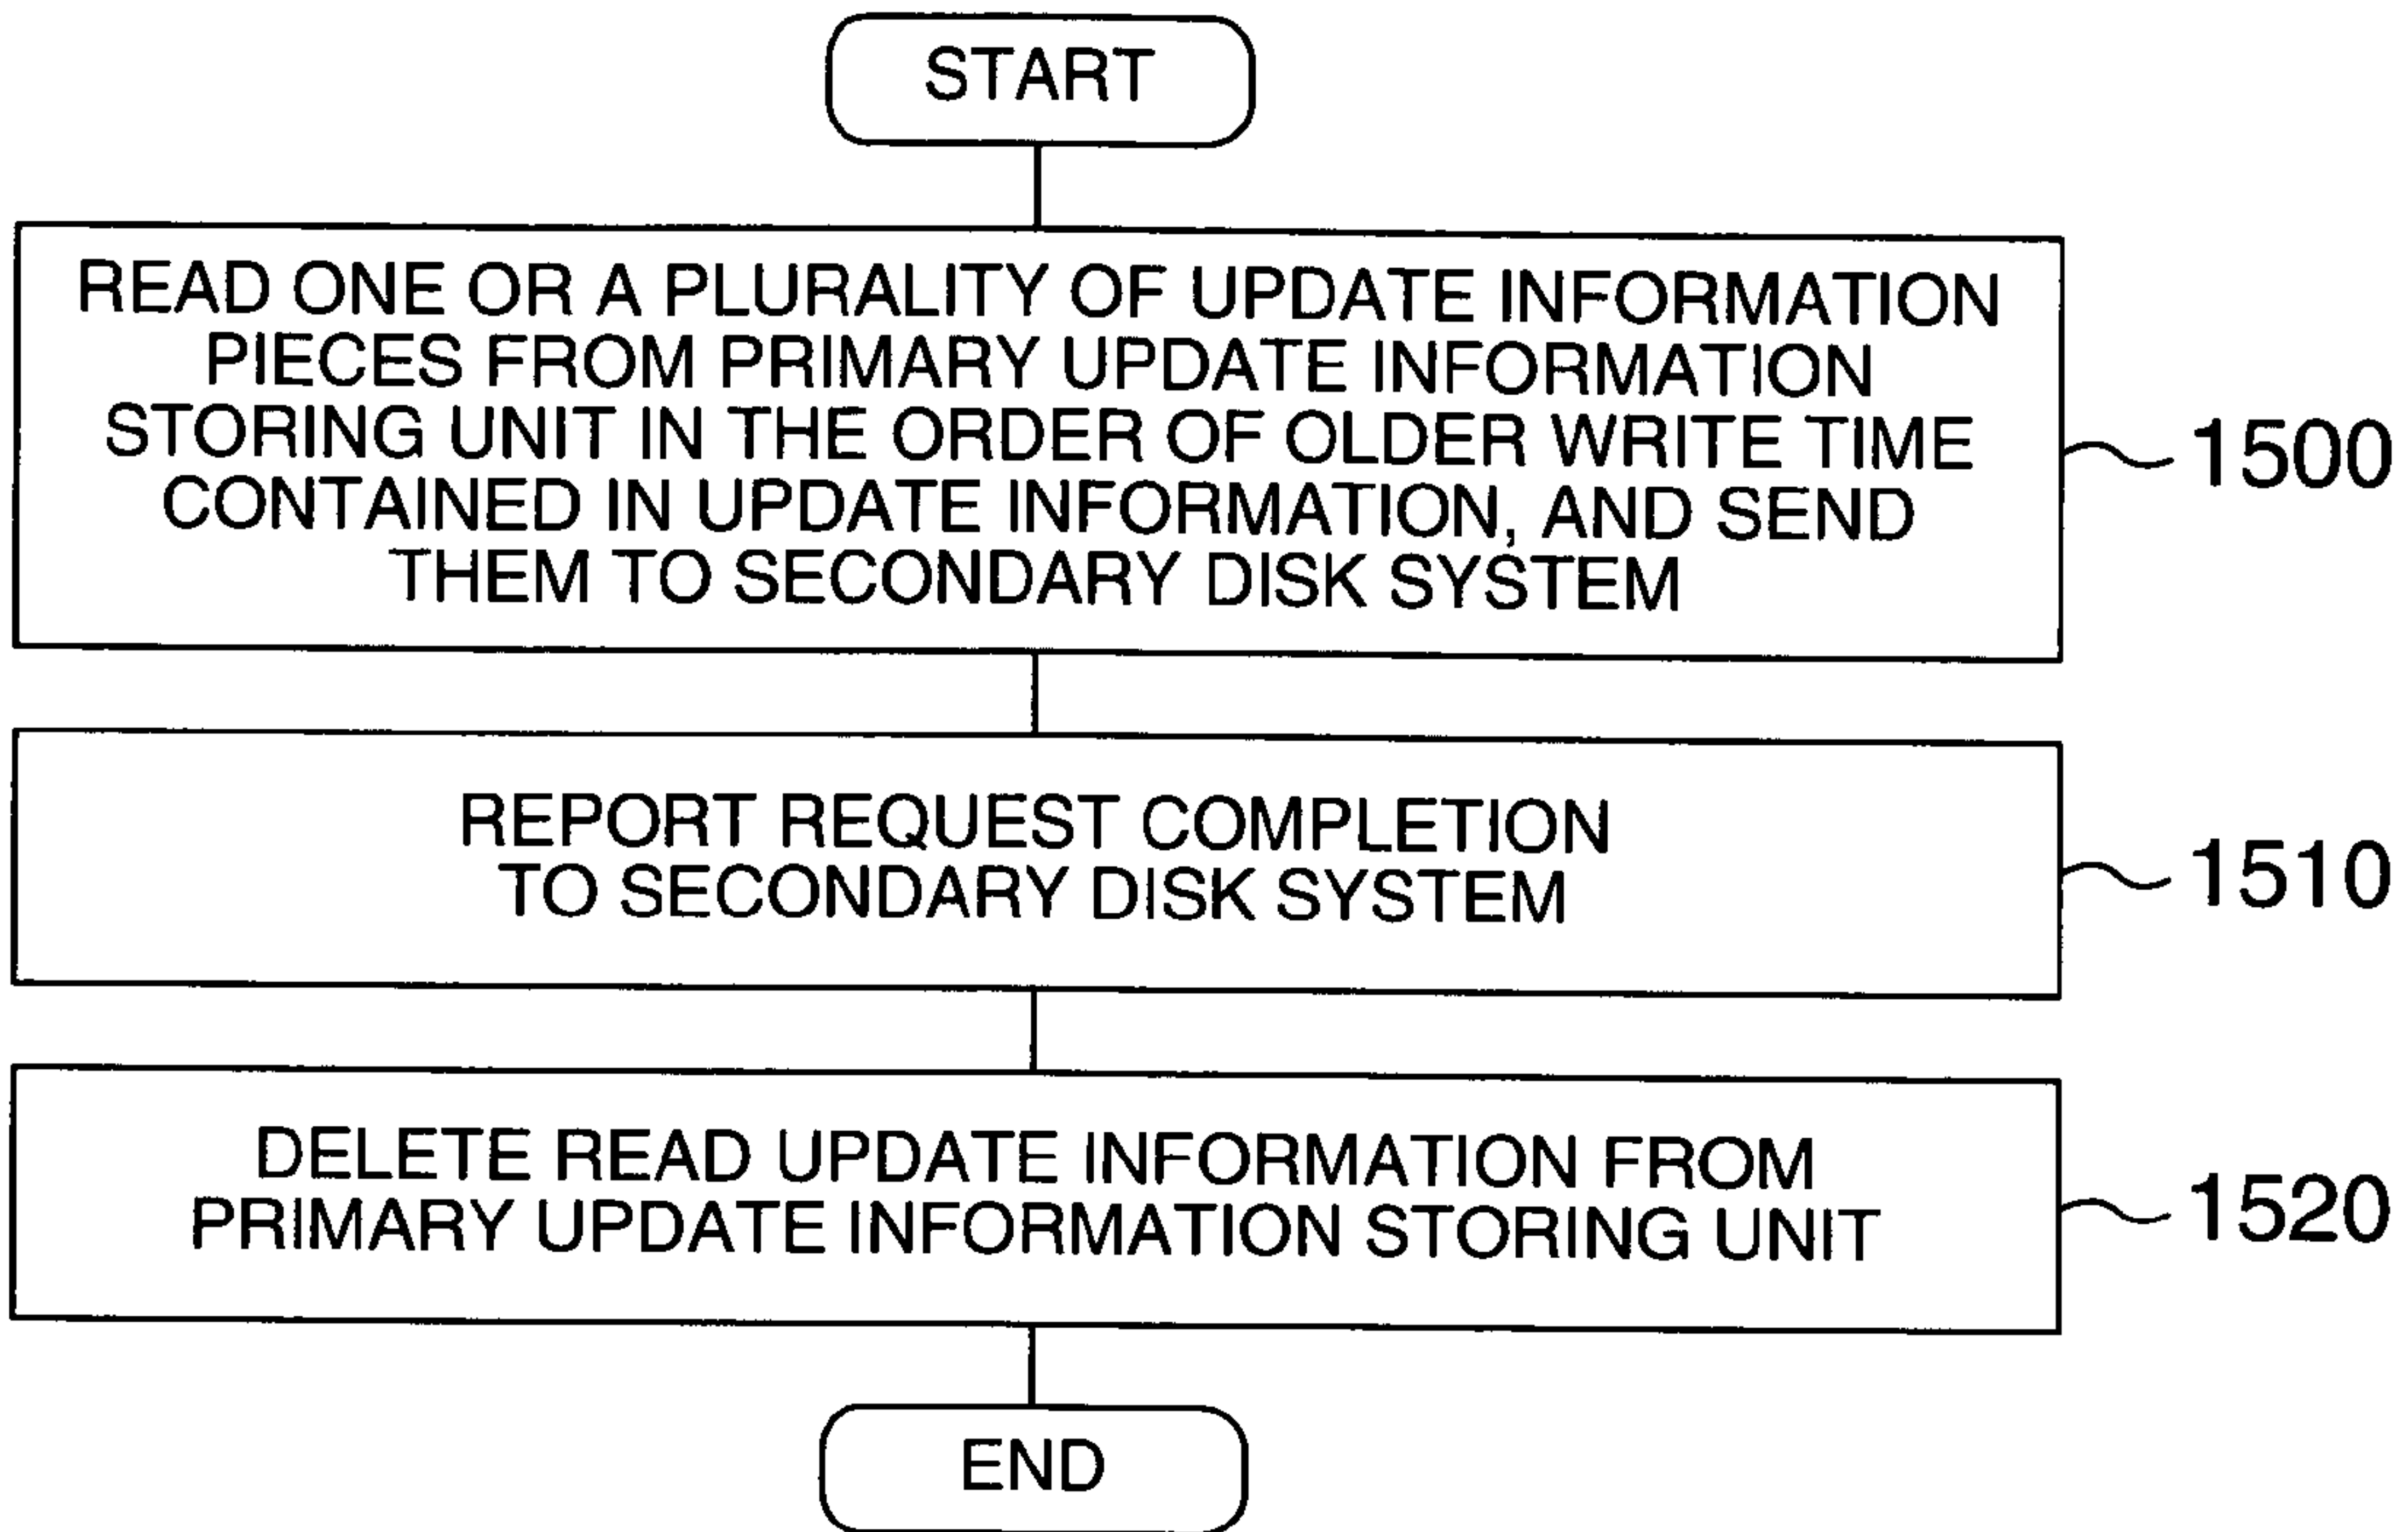 START
READ ONE OR A PLURALITY OF UPDATE INFORMATION
PIECES FROM PRIMARY UPDATE INFORMATION
STORING UNIT IN THE ORDER OF OLDER WRITE TIME
CONTAINED IN UPDATE INFORMATION, AND SEND
THEM TO SECONDARY DISK SYSTEM
1500
REPORT REQUEST COMPLETION
TO SECONDARY DISK SYSTEM
1510
DELETE READ UPDATE INFORMATION FROM
PRIMARY UPDATE INFORMATION STORING UNIT
1520
END